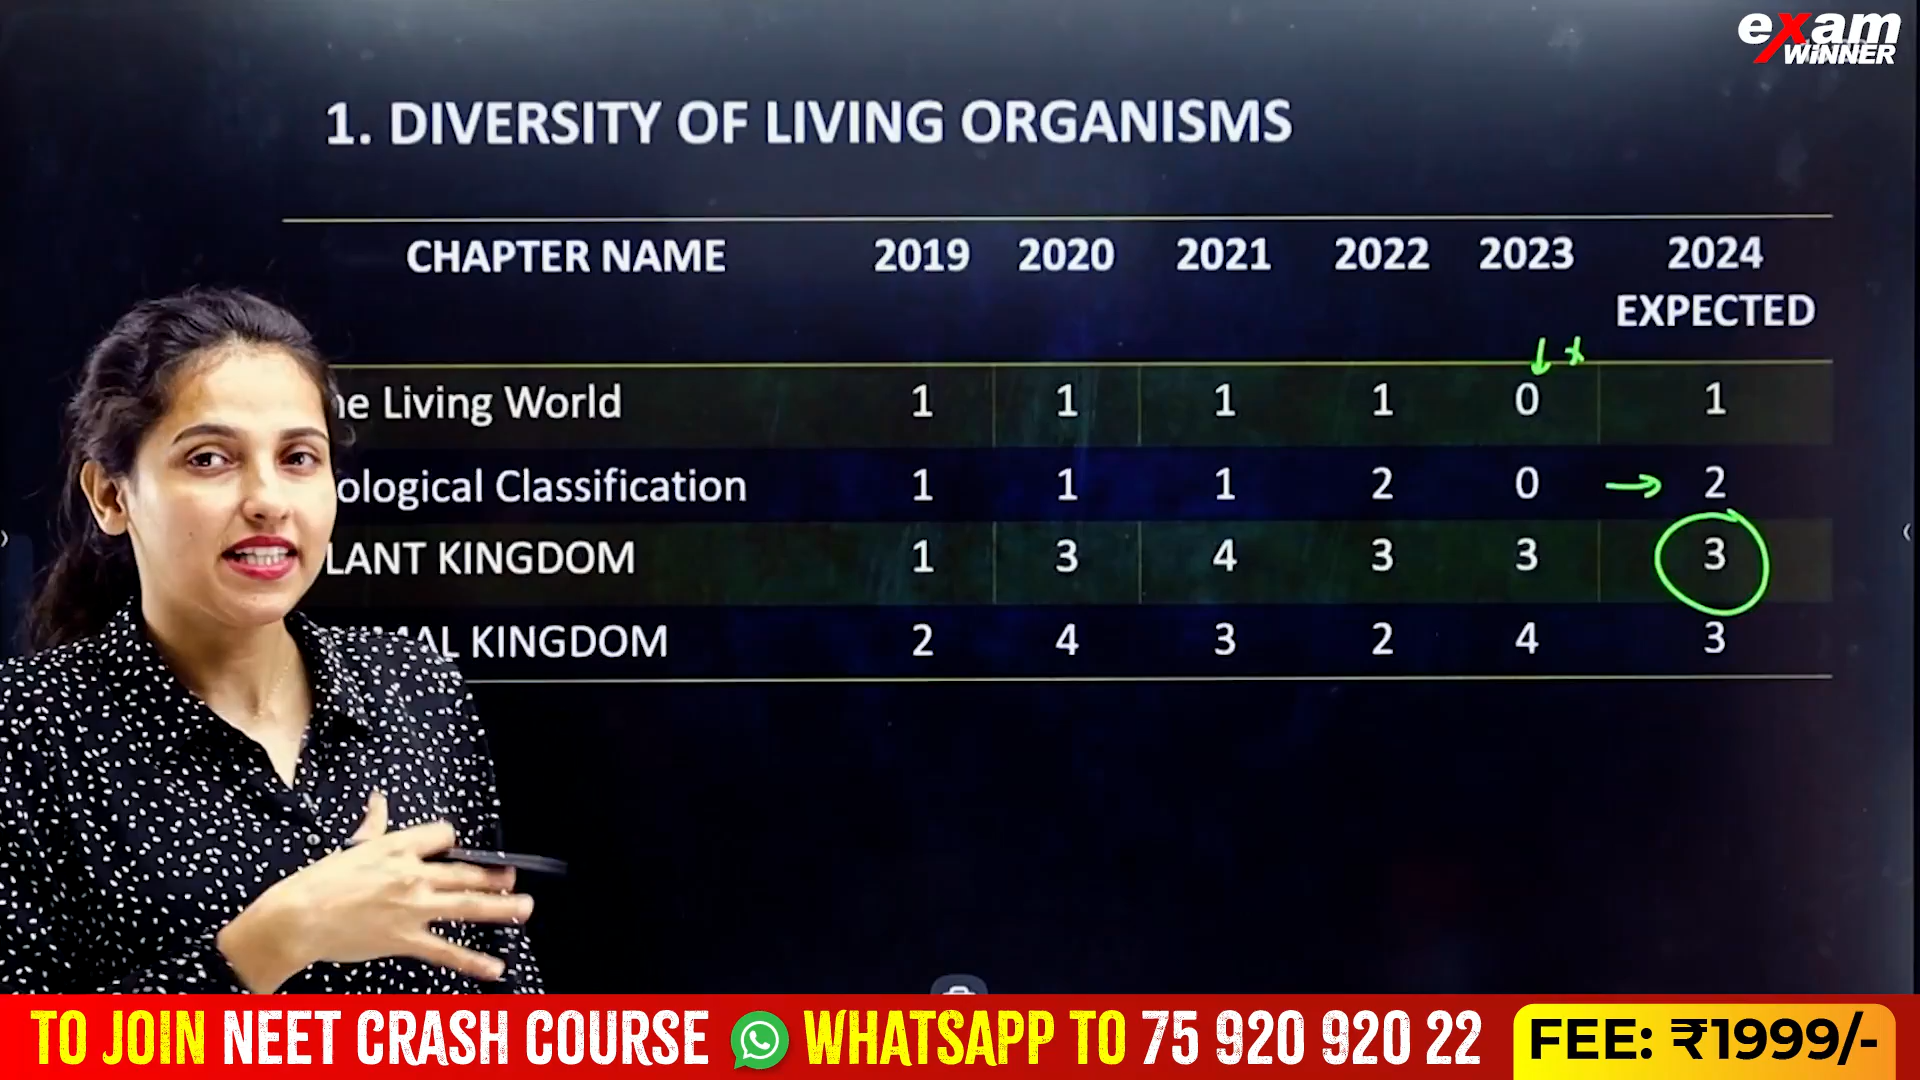 exam
WINNER
1. DIVERSITY OF LIVING ORGANISMS
CHAPTER NAME 2019 2020 2021 2022 2023 2024
EXPECTED
he Living World 1 1 1 1 0 1
ological Classification 1 1 1 2 0 → 2
LANT KINGDOM 1 3 4 3 3 3
MAL KINGDOM 2 4 3 2 4 3
TO JOIN NEET CRASH COURSE WHATSAPP TO 75 920 920 22 FEE: ₹1999/-